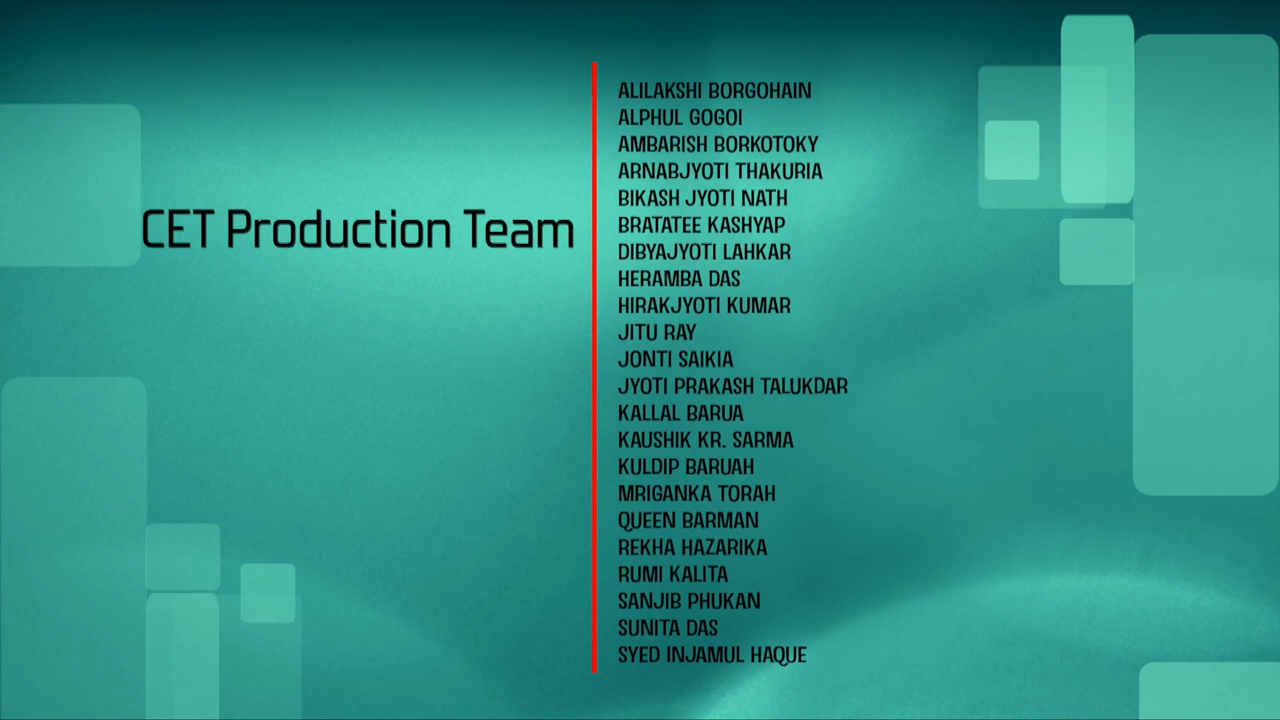 CET Production Team
ALILAKSHI BORGOHAIN
ALPHUL GOGOI
AMBARISH BORKOTOKY
ARNABJYOTI THAKURIA
BIKASH JYOTI NATH
BRATATEE KASHYAP
DIBYAJYOTI LAHKAR
HERAMBA DAS
HIRAKJYOTI KUMAR
JITU RAY
JONTI SAIKIA
JYOTI PRAKASH TALUKDAR
KALLAL BARUA
KAUSHIK KR. SARMA
KULDIP BARUAH
MRIGANKA TORAH
QUEEN BARMAN
REKHA HAZARIKA
RUMI KALITA
SANJIB PHUKAN
SUNITA DAS
SYED INJAMUL HAQUE